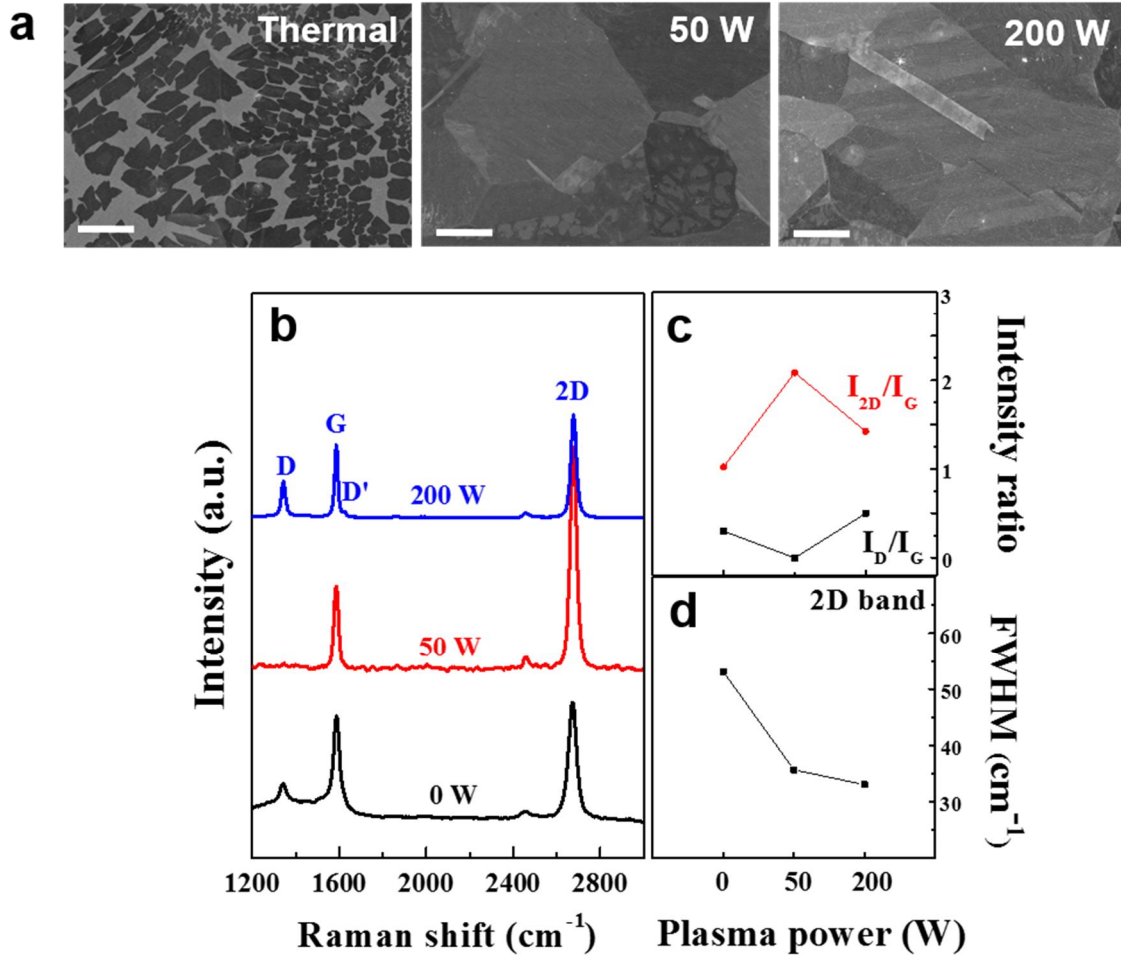 a
Thermal
50 W
200 W
b
D
G
D'
2D
200 W
50 W
0 W
Intensity (a.u.)
1200 1600 2000 2400 2800
Raman shift (cm⁻¹)
c
I₂D/IG
ID/IG
3
2
1
0
Intensity ratio
d
2D band
60
50
40
30
FWHM (cm⁻¹)
0 50 200
Plasma power (W)